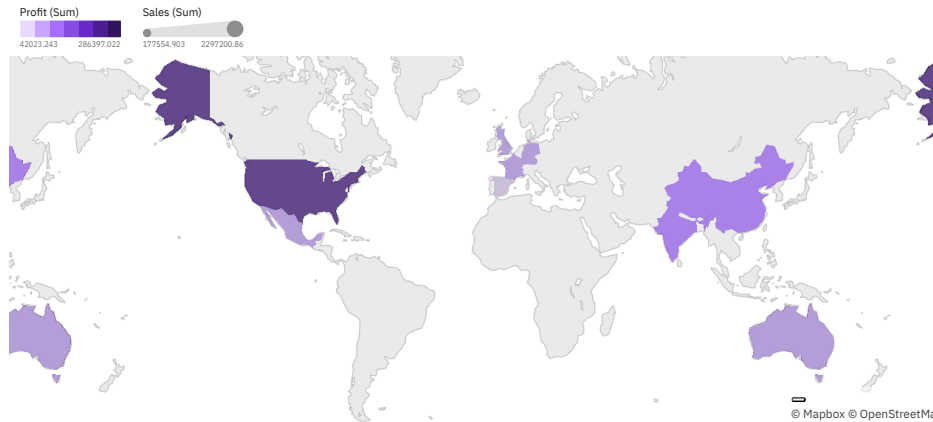 Profit (Sum)
Sales (Sum)
42023.243
286397.022
177554.903
2297200.86
© Mapbox © OpenStreetMa